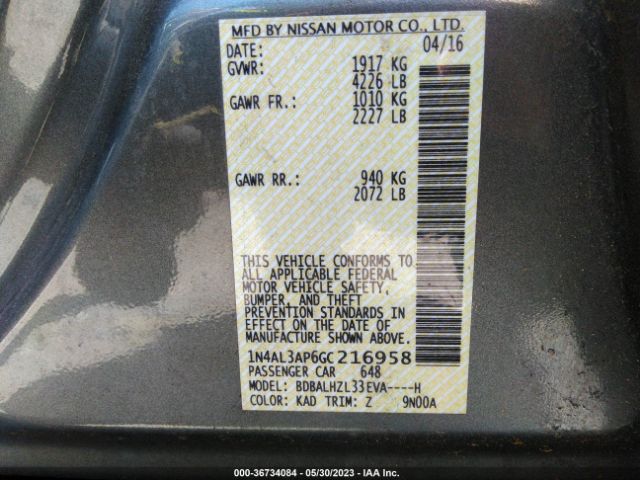 MFD BY NISSAN MOTOR CO., LTD.
DATE: 04/16
GVWR: 1917 KG
4226 LB
GAWR FR.: 1010 KG
2227 LB
GAWR RR.: 940 KG
2072 LB
THIS VEHICLE CONFORMS TO
ALL APPLICABLE FEDERAL
MOTOR VEHICLE SAFETY,
BUMPER, AND THEFT
PREVENTION STANDARDS IN
EFFECT ON THE DATE OF
MANUFACTURE SHOWN ABOVE.
1N4AL3AP6GC216958
PASSENGER CAR 648
MODEL: BDBALHZL33EVA----H
COLOR: KAD TRIM: Z 9N00A
000-36734084 - 05/30/2023 - IAA Inc.